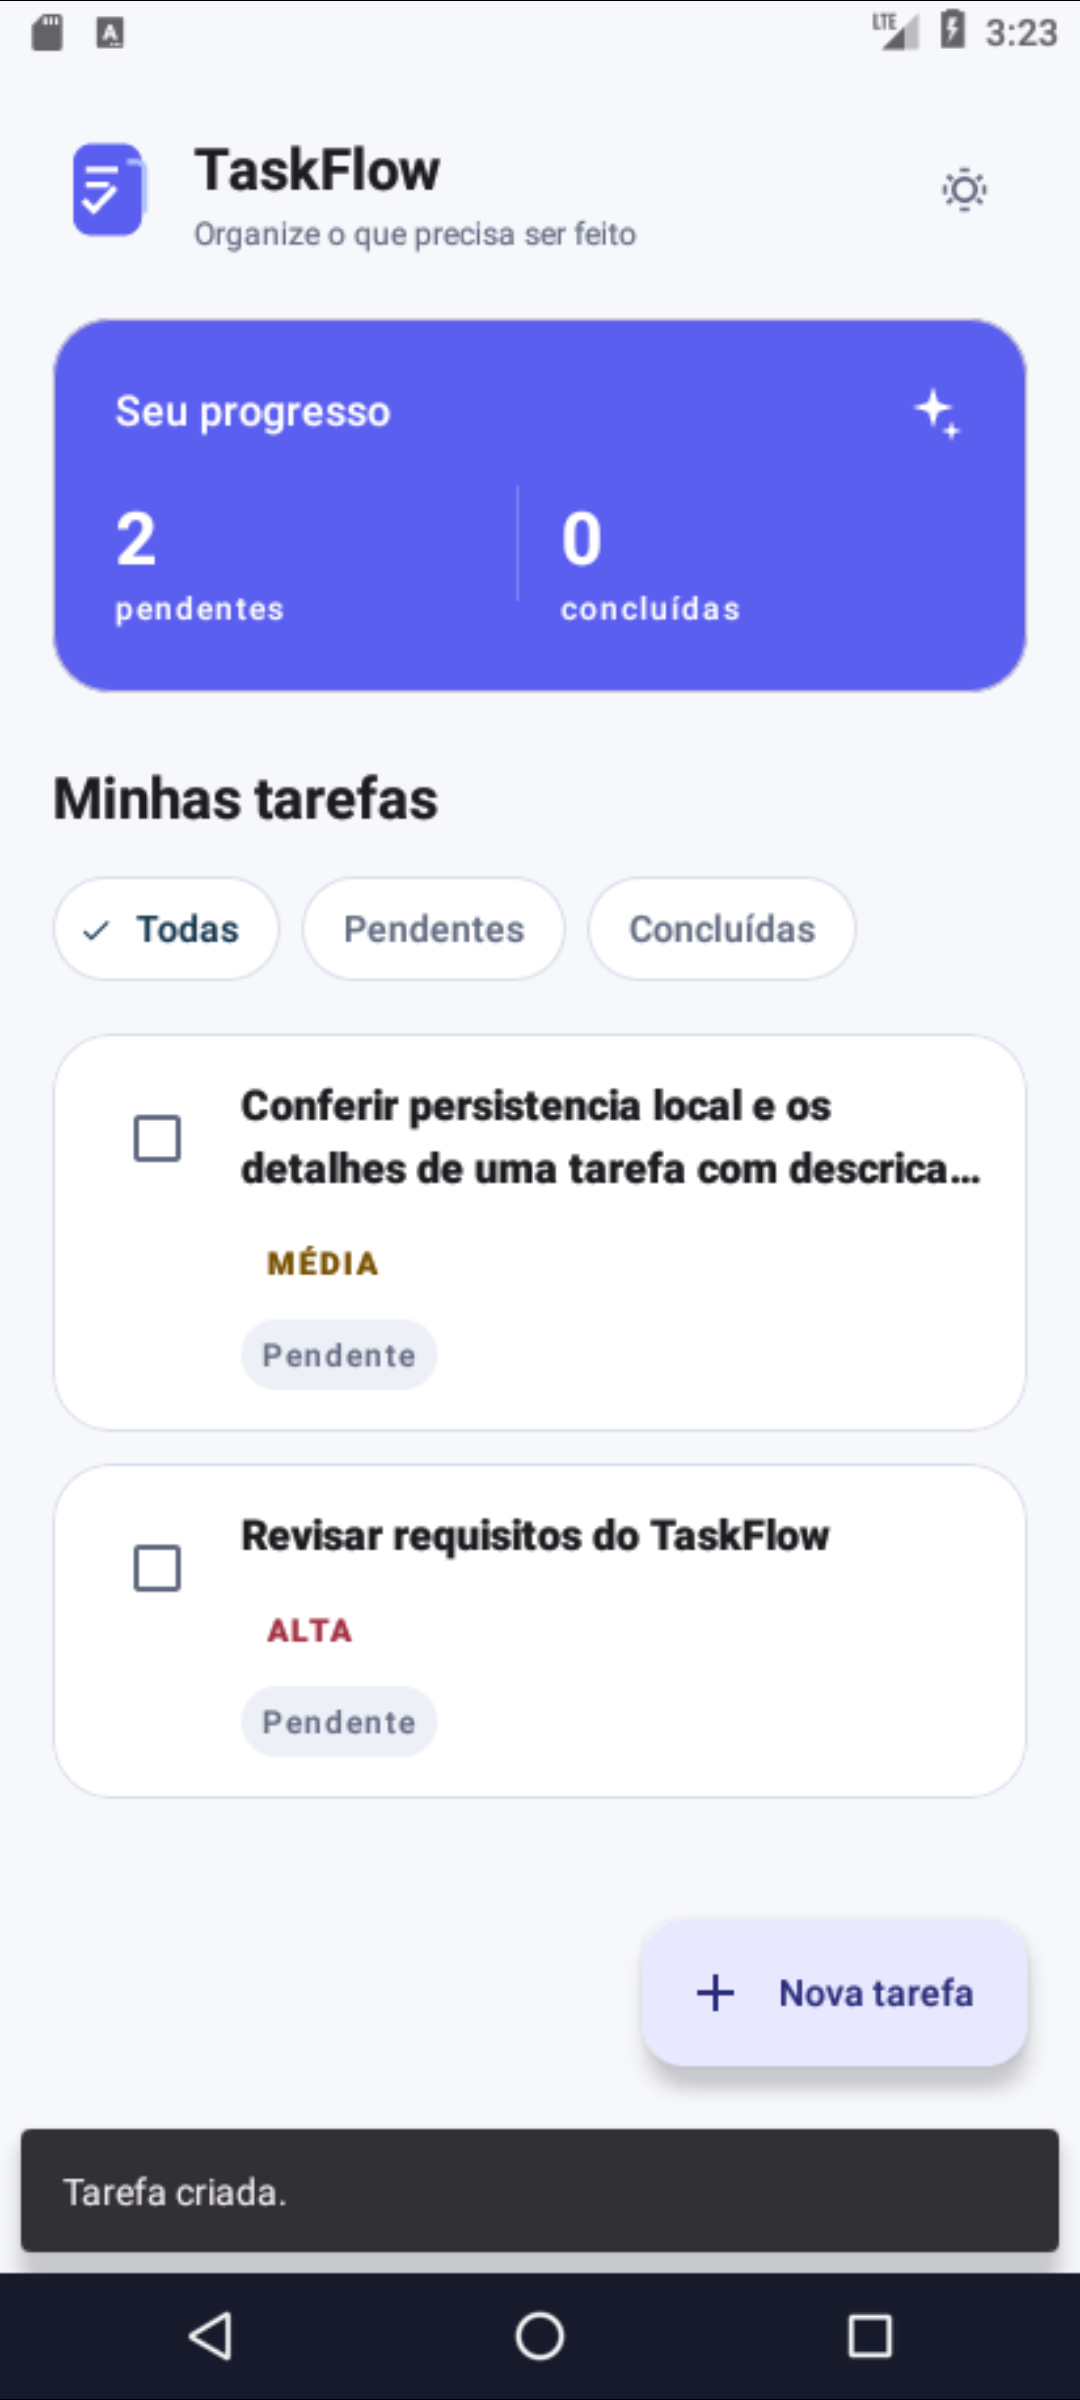 LTE 3:23
TaskFlow
Organize o que precisa ser feito
Seu progresso
2
pendentes
0
concluídas
Minhas tarefas
Todas
Pendentes
Concluídas
Conferir persistencia local e os
detalhes de uma tarefa com descrica...
MÉDIA
Pendente
Revisar requisitos do TaskFlow
ALTA
Pendente
Nova tarefa
Tarefa criada.